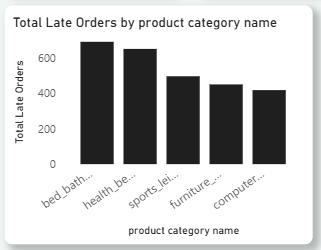 Total Late Orders by product category name
Total Late Orders
600
400
200
0
bed_bath...
health_be...
sports_lei...
furniture_...
computer...
product category name